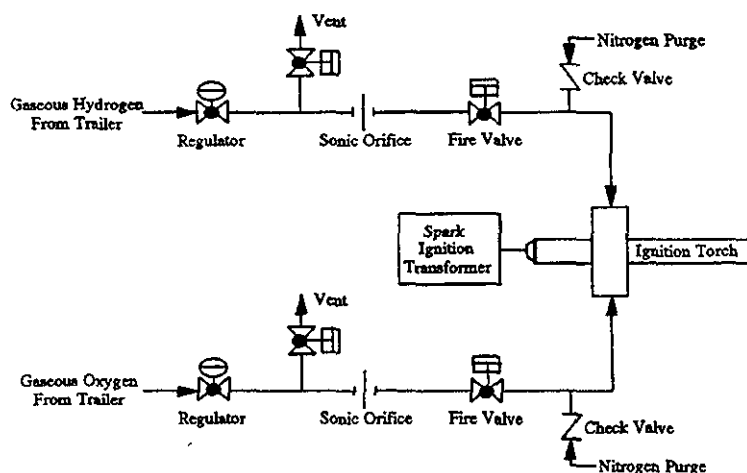 Vent
Nitrogen Purge
Check Valve
Gaseous Hydrogen
From Trailer
Regulator
Sonic Orifice
Fire Valve
Spark
Ignition
Transformer
Ignition Torch
Vent
Gaseous Oxygen
From Trailer
Regulator
Sonic Orifice
Fire Valve
Check Valve
Nitrogen Purge